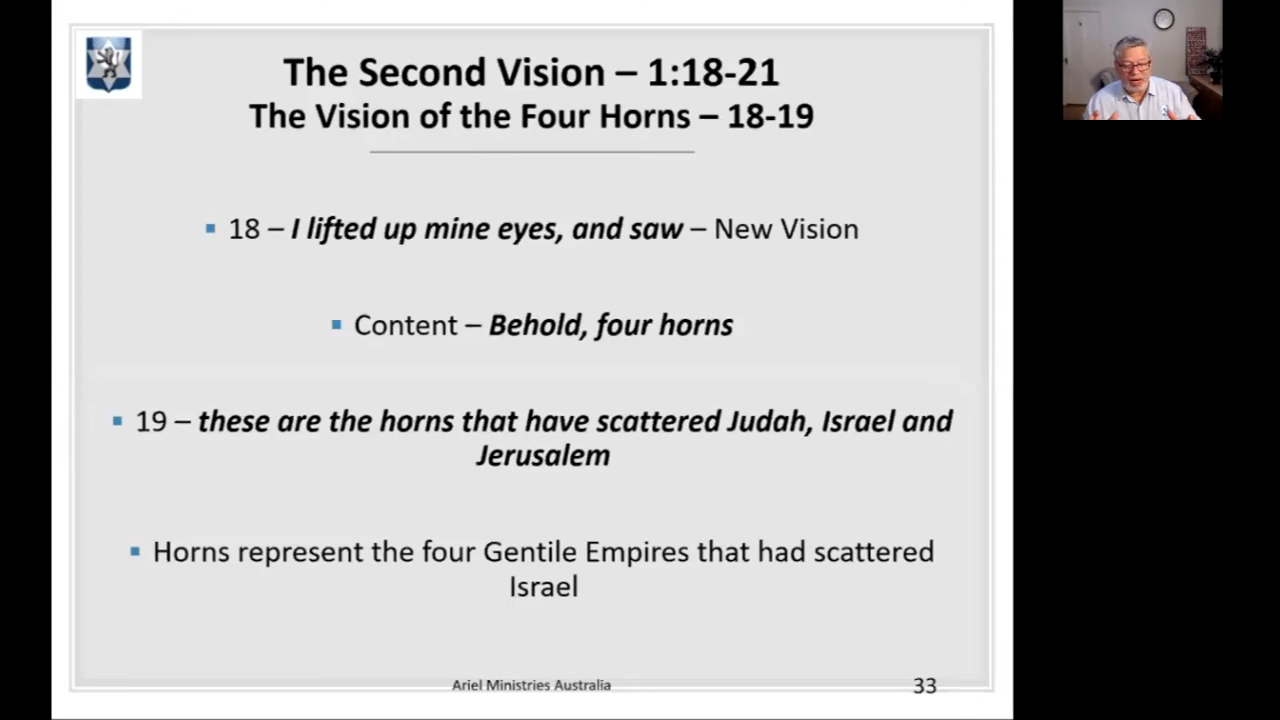 The Second Vision – 1:18-21
The Vision of the Four Horns – 18-19
▪ 18 – I lifted up mine eyes, and saw – New Vision
▪ Content – Behold, four horns
▪ 19 – these are the horns that have scattered Judah, Israel and
Jerusalem
▪ Horns represent the four Gentile Empires that had scattered
Israel
Ariel Ministries Australia
33